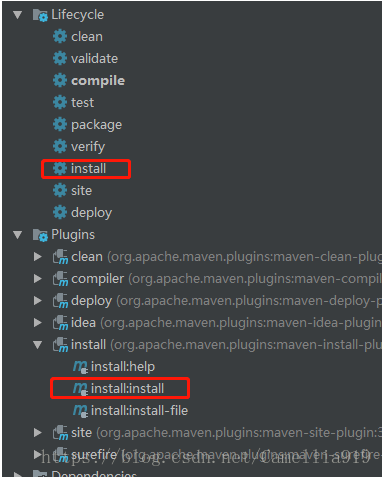 Lifecycle
clean
validate
compile
test
package
verify
install
site
deploy
Plugins
clean (org.apache.maven.plugins:maven-clean-plug
compiler (org.apache.maven.plugins:maven-compil
deploy (org.apache.maven.plugins:maven-deploy-p
idea (org.apache.maven.plugins:maven-idea-plugin
install (org.apache.maven.plugins:maven-install-plu
install:help
install:install
install:install-file
site (org.apache.maven.plugins:maven-site-plugin:3
surefire (org.apache.maven.plugins:maven-surefire-
https://blog.csdn.net/Camellia919
Dependencies